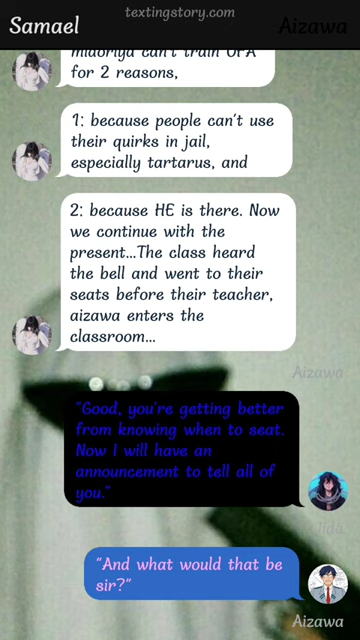 textingstory.com
Samael
Aizawa
midoriya can't train OFA
for 2 reasons,
1: because people can't use
their quirks in jail,
especially tartarus, and
2: because HE is there. Now
we continue with the
present...The class heard
the bell and went to their
seats before their teacher,
aizawa enters the
classroom...
Aizawa
"Good, you're getting better
from knowing when to seat.
Now I will have an
announcement to tell all of
you."
Iida
"And what would that be
sir?"
Aizawa